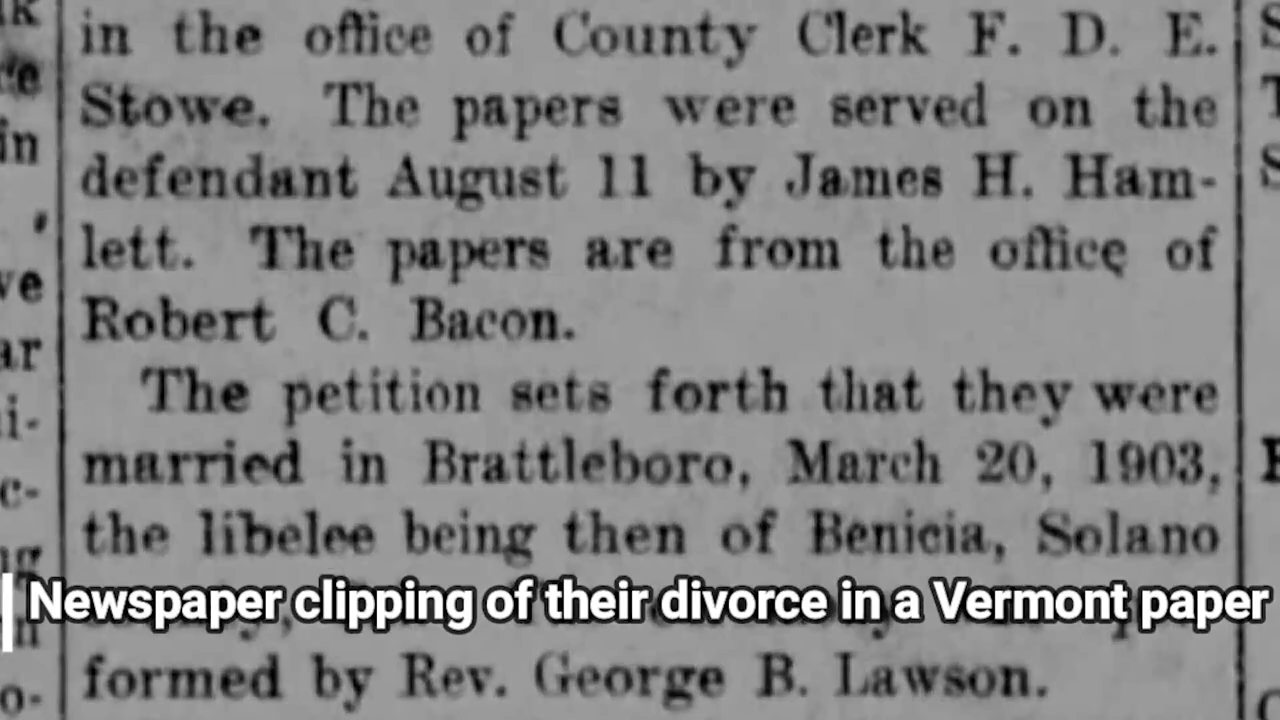 in the office of County Clerk F. D. E.
Stowe. The papers were served on the
defendant August 11 by James H. Ham-
lett. The papers are from the office of
Robert C. Bacon.
The petition sets forth that they were
married in Brattleboro, March 20, 1903,
the libelee being then of Benicia, Solano
Newspaper clipping of their divorce in a Vermont paper
formed by Rev. George B. Lawson.